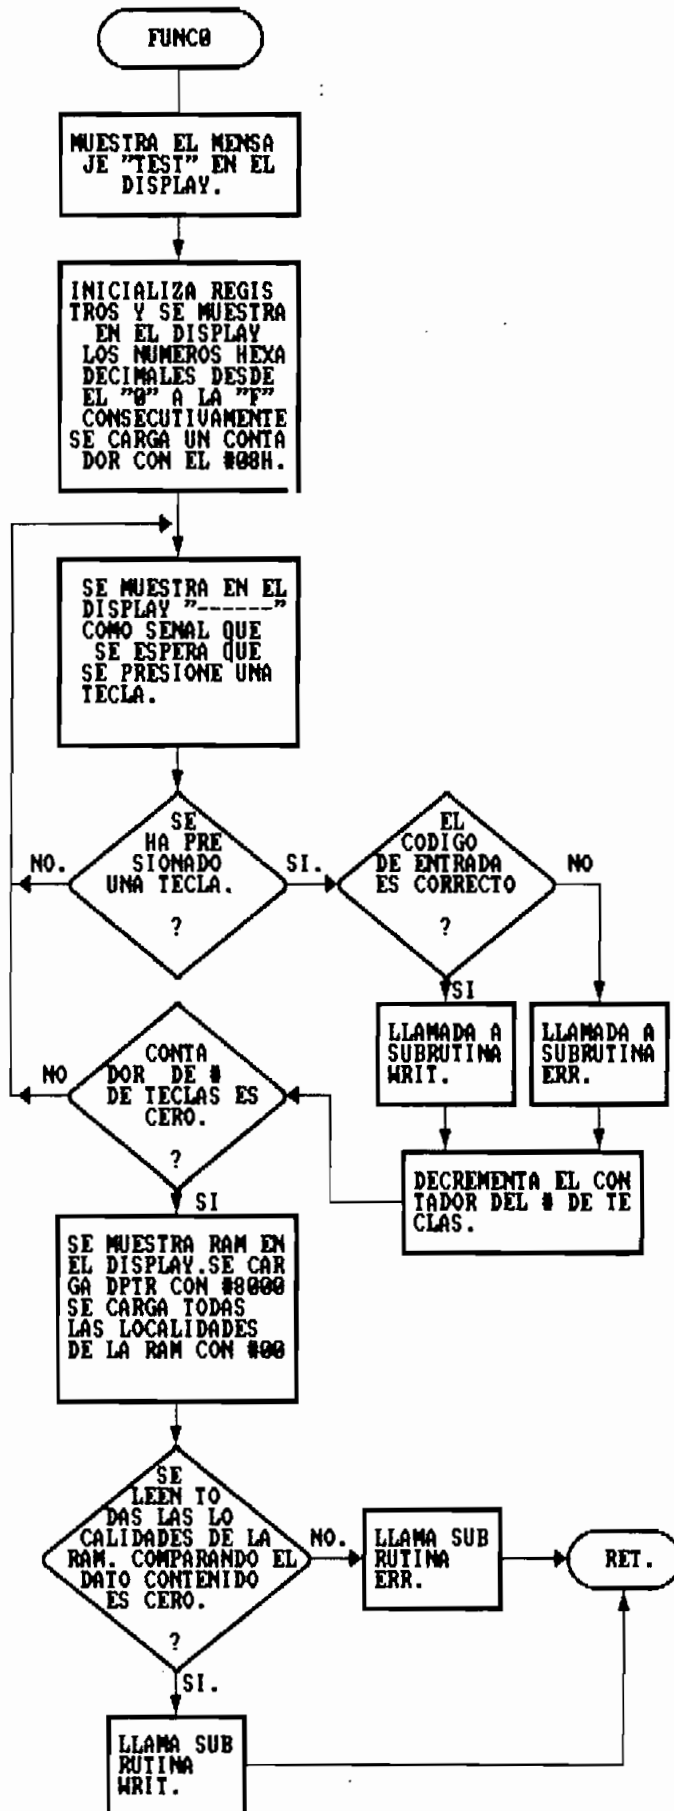 FUNC0
MUESTRA EL MENSA
JE "TEST" EN EL
DISPLAY.
INICIALIZA REGIS
TROS Y SE MUESTRA
EN EL DISPLAY
LOS NUMEROS HEXA
DECIMALES DESDE
EL "0" A LA "F"
CONSECUTIVAMENTE
SE CARGA UN CONTA
DOR CON EL #08H.
SE MUESTRA EN EL
DISPLAY "------"
COMO SENAL QUE
SE ESPERA QUE
SE PRESIONE UNA
TECLA.
SE
HA PRE
SIONADO
UNA TECLA.
?
NO.
SI.
EL
CODIGO
DE ENTRADA
ES CORRECTO
?
NO
SI
LLAMADA A
SUBRUTINA
WRIT.
LLAMADA A
SUBRUTINA
ERR.
DECREMENTA EL CON
TADOR DEL # DE TE
CLAS.
CONTA
DOR DE #
DE TECLAS ES
CERO.
?
NO
SI
SE MUESTRA RAM EN
EL DISPLAY.SE CAR
GA DPTR CON #8000
SE CARGA TODAS
LAS LOCALIDADES
DE LA RAM CON #00
SE
LEEN TO
DAS LAS LO
CALIDADES DE LA
RAM. COMPARANDO EL
DATO CONTENIDO
ES CERO.
?
NO.
LLAMA SUB
RUTINA
ERR.
RET.
SI.
LLAMA SUB
RUTINA
WRIT.